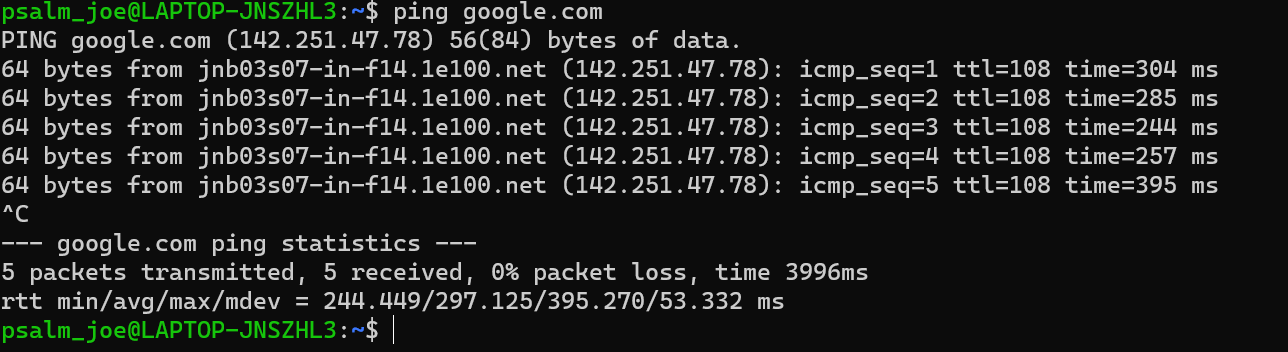 psalm_joe@LAPTOP-JNSZHL3:~$ ping google.com
PING google.com (142.251.47.78) 56(84) bytes of data.
64 bytes from jnb03s07-in-f14.1e100.net (142.251.47.78): icmp_seq=1 ttl=108 time=304 ms
64 bytes from jnb03s07-in-f14.1e100.net (142.251.47.78): icmp_seq=2 ttl=108 time=285 ms
64 bytes from jnb03s07-in-f14.1e100.net (142.251.47.78): icmp_seq=3 ttl=108 time=244 ms
64 bytes from jnb03s07-in-f14.1e100.net (142.251.47.78): icmp_seq=4 ttl=108 time=257 ms
64 bytes from jnb03s07-in-f14.1e100.net (142.251.47.78): icmp_seq=5 ttl=108 time=395 ms
^C
--- google.com ping statistics ---
5 packets transmitted, 5 received, 0% packet loss, time 3996ms
rtt min/avg/max/mdev = 244.449/297.125/395.270/53.332 ms
psalm_joe@LAPTOP-JNSZHL3:~$